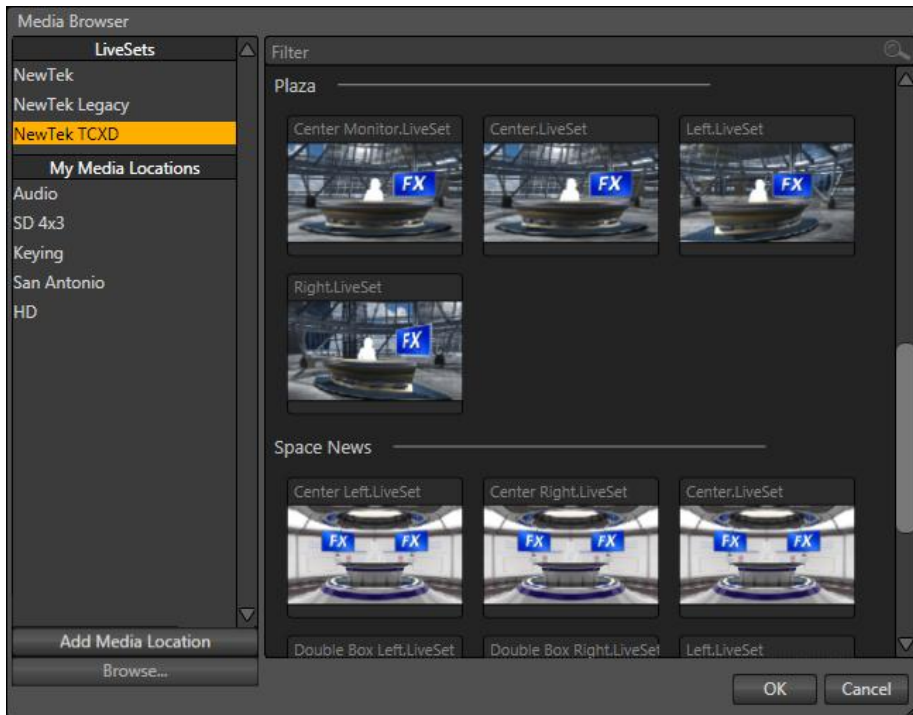 Media Browser
LiveSets
NewTek
NewTek Legacy
NewTek TCXD
My Media Locations
Audio
SD 4x3
Keying
San Antonio
HD
Add Media Location
Browse...
Filter
Plaza
Center Monitor.LiveSet
Center.LiveSet
Left.LiveSet
FX
FX
FX
Right.LiveSet
FX
Space News
Center Left.LiveSet
Center Right.LiveSet
Center.LiveSet
FX FX
FX FX
FX FX
Double Box Left.LiveSet
Double Box Right.LiveSet
Left.LiveSet
OK
Cancel